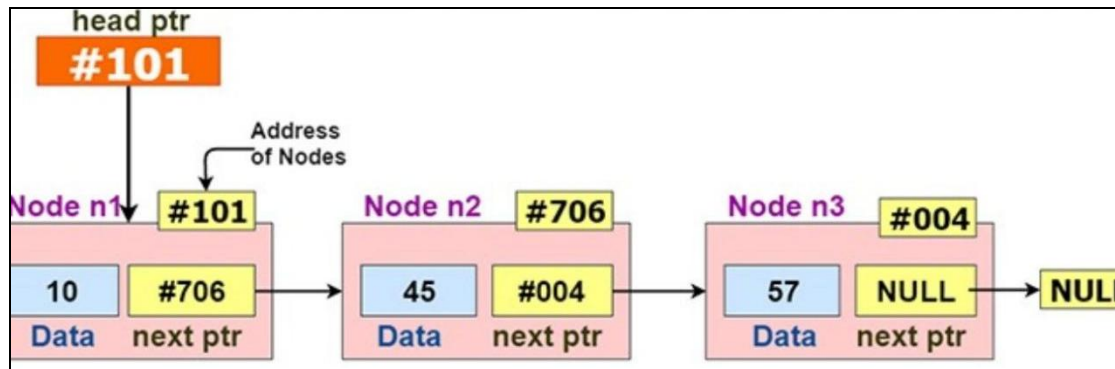 head ptr
#101
Address
of Nodes
Node n1
#101
Node n2
#706
Node n3
#004
10
#706
45
#004
57
NULL
NULL
Data
next ptr
Data
next ptr
Data
next ptr